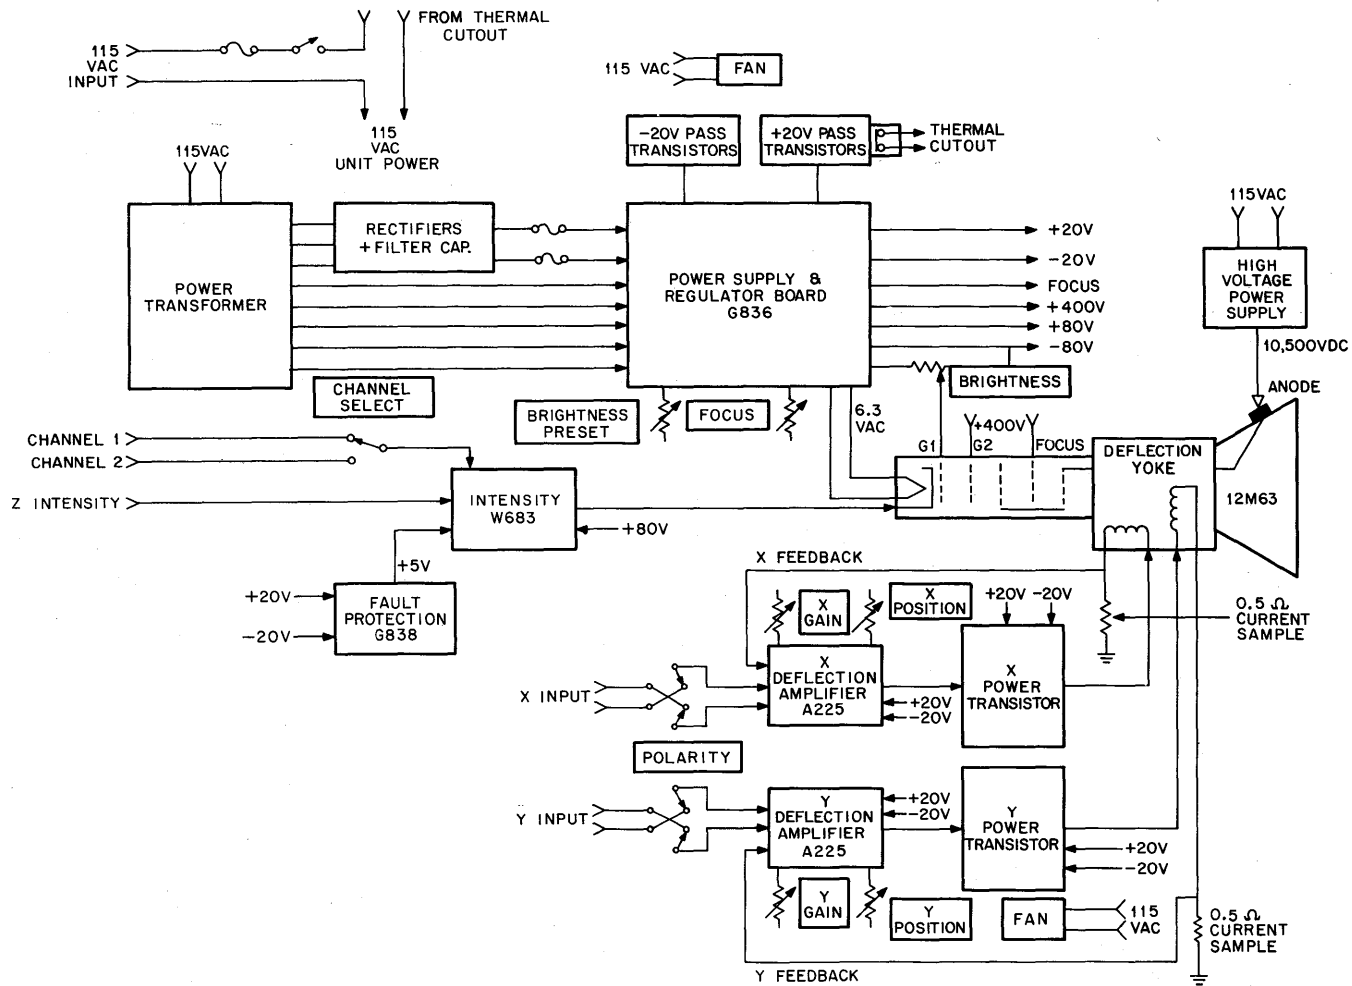 FROM THERMAL
CUTOUT
115
VAC
INPUT
115 VAC
FAN
115
VAC
UNIT POWER
-20V PASS
TRANSISTORS
+20V PASS
TRANSISTORS
THERMAL
CUTOUT
115VAC
115VAC
POWER
TRANSFORMER
RECTIFIERS
+ FILTER CAP.
POWER SUPPLY &
REGULATOR BOARD
G836
+20V
-20V
FOCUS
+400V
+80V
-80V
HIGH
VOLTAGE
POWER
SUPPLY
10,500VDC
ANODE
CHANNEL
SELECT
BRIGHTNESS
PRESET
FOCUS
6.3
VAC
BRIGHTNESS
CHANNEL 1
CHANNEL 2
G1
+400V
G2
FOCUS
DEFLECTION
YOKE
12M63
Z INTENSITY
INTENSITY
W683
+80V
+5V
+20V
-20V
FAULT
PROTECTION
G838
X FEEDBACK
X
GAIN
X
POSITION
+20V -20V
0.5 Ω
CURRENT
SAMPLE
X INPUT
X
DEFLECTION
AMPLIFIER
A225
+20V
-20V
X
POWER
TRANSISTOR
POLARITY
Y INPUT
Y
DEFLECTION
AMPLIFIER
A225
+20V
-20V
Y
POWER
TRANSISTOR
+20V
-20V
Y
GAIN
Y
POSITION
FAN
115
VAC
0.5 Ω
CURRENT
SAMPLE
Y FEEDBACK